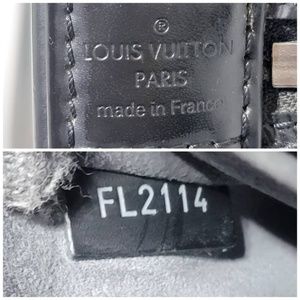 ®
LOUIS VUITTON
PARIS
made in France
FL2114